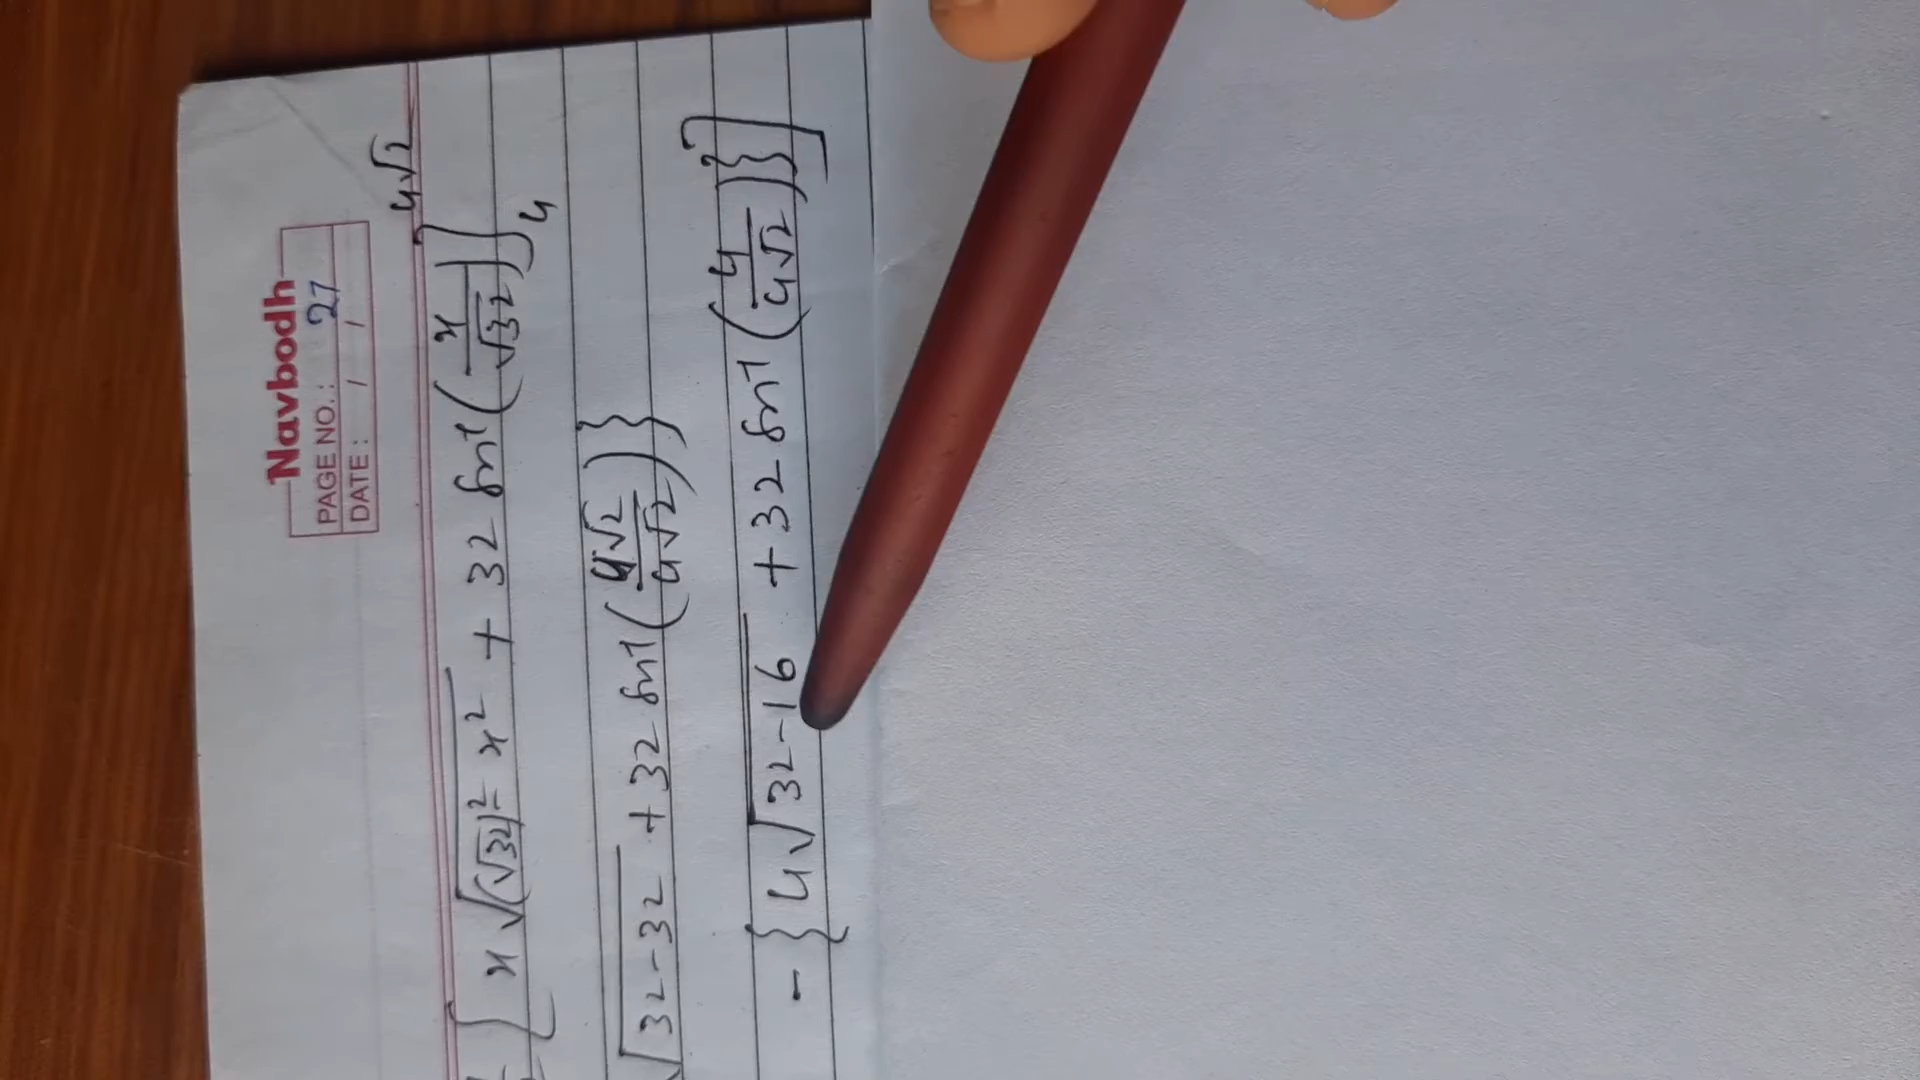 Navbodh
PAGE NO.: 27
DATE: / /
[x√((√32)² - x²) + 32 sin⁻¹(x/√32)]₄^4√2
√32-32 + 32 sin⁻¹(4√2/4√2)}
- {4√32-16 + 32 sin⁻¹(4/4√2)}]